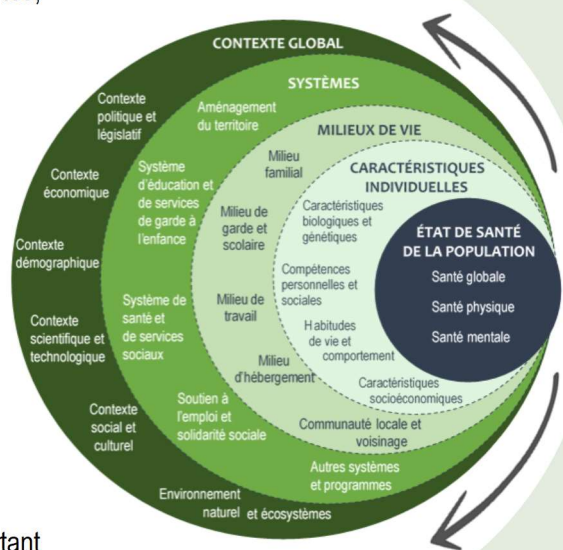 CONTEXTE GLOBAL
Contexte
politique et
législatif
Contexte
économique
Contexte
démographique
Contexte
scientifique et
technologique
Contexte
social et
culturel
Environnement
naturel et écosystèmes
SYSTÈMES
Aménagement
du territoire
Système
d'éducation et
de services
de garde à
l'enfance
Système de
santé et
de services
sociaux
Soutien à
l'emploi et
solidarité sociale
Autres systèmes
et programmes
MILIEUX DE VIE
Milieu
familial
Milieu de
garde et
scolaire
Milieu de
travail
Milieu
d'hébergement
Communauté locale et
voisinage
CARACTÉRISTIQUES
INDIVIDUELLES
Caractéristiques
biologiques et
génétiques
Compétences
personnelles et
sociales
Habitudes
de vie et
comportement
Caractéristiques
socioéconomiques
ÉTAT DE SANTÉ
DE LA POPULATION
Santé globale
Santé physique
Santé mentale
tant